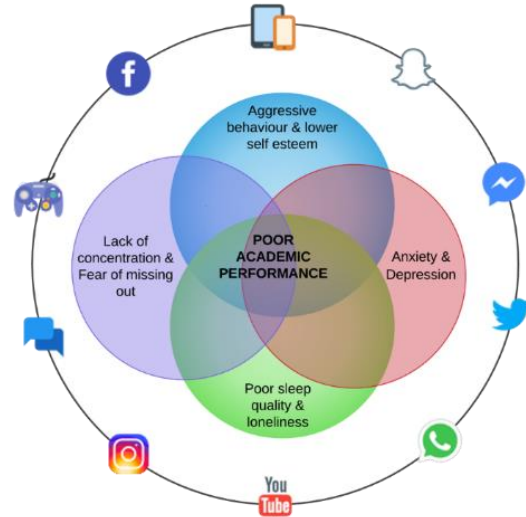 Aggressive
behaviour & lower
self esteem
Lack of
concentration &
Fear of missing
out
POOR
ACADEMIC
PERFORMANCE
Anxiety &
Depression
Poor sleep
quality &
loneliness
f
You
Tube